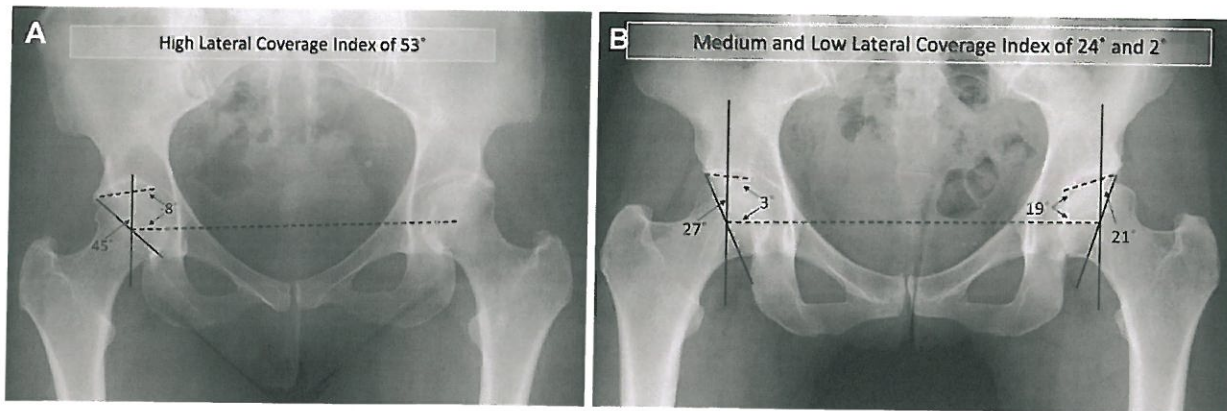 A
High Lateral Coverage Index of 53°
8°
45°
B
Medium and Low Lateral Coverage Index of 24° and 2°
3°
27°
19°
21°